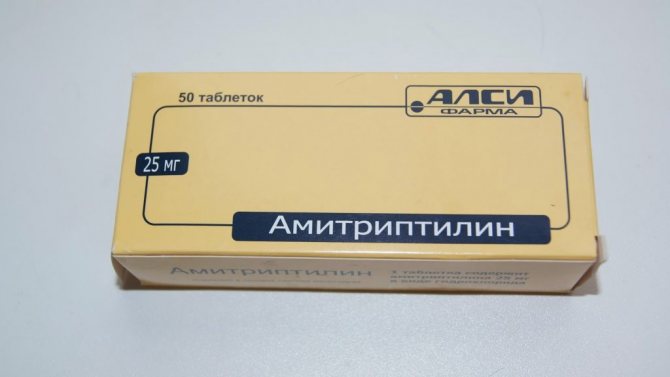 50 таблеток
АЛСИ
ФАРМА
25 мг
Амитриптилин
Амитриптилин
1 таблетка содержит
амитриптилина 25 мг
в виде гидрохлорида